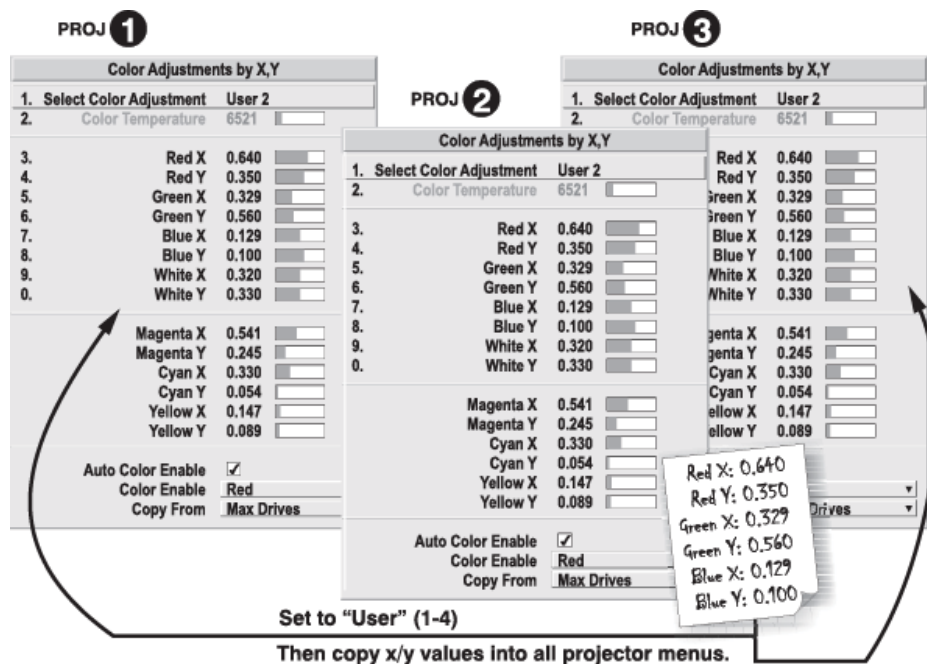 PROJ 1
Color Adjustments by X,Y
1. Select Color Adjustment User 2
2. Color Temperature 6521
3. Red X 0.640
4. Red Y 0.350
5. Green X 0.329
6. Green Y 0.560
7. Blue X 0.129
8. Blue Y 0.100
9. White X 0.320
0. White Y 0.330
Magenta X 0.541
Magenta Y 0.245
Cyan X 0.330
Cyan Y 0.054
Yellow X 0.147
Yellow Y 0.089
Auto Color Enable
Color Enable Red
Copy From Max Drives
PROJ 2
Color Adjustments by X,Y
1. Select Color Adjustment User 2
2. Color Temperature 6521
3. Red X 0.640
4. Red Y 0.350
5. Green X 0.329
6. Green Y 0.560
7. Blue X 0.129
8. Blue Y 0.100
9. White X 0.320
0. White Y 0.330
Magenta X 0.541
Magenta Y 0.245
Cyan X 0.330
Cyan Y 0.054
Yellow X 0.147
Yellow Y 0.089
Auto Color Enable
Color Enable Red
Copy From Max Drives
PROJ 3
Color Adjustments by X,Y
1. Select Color Adjustment User 2
2. Color Temperature 6521
Red X 0.640
Red Y 0.350
Green X 0.329
Green Y 0.560
Blue X 0.129
Blue Y 0.100
White X 0.320
White Y 0.330
genta X 0.541
genta Y 0.245
Cyan X 0.330
Cyan Y 0.054
ellow X 0.147
ellow Y 0.089
Drives
Red X: 0.640
Red Y: 0.350
Green X: 0.329
Green Y: 0.560
Blue X: 0.129
Blue Y: 0.100
Set to “User” (1-4)
Then copy x/y values into all projector menus.